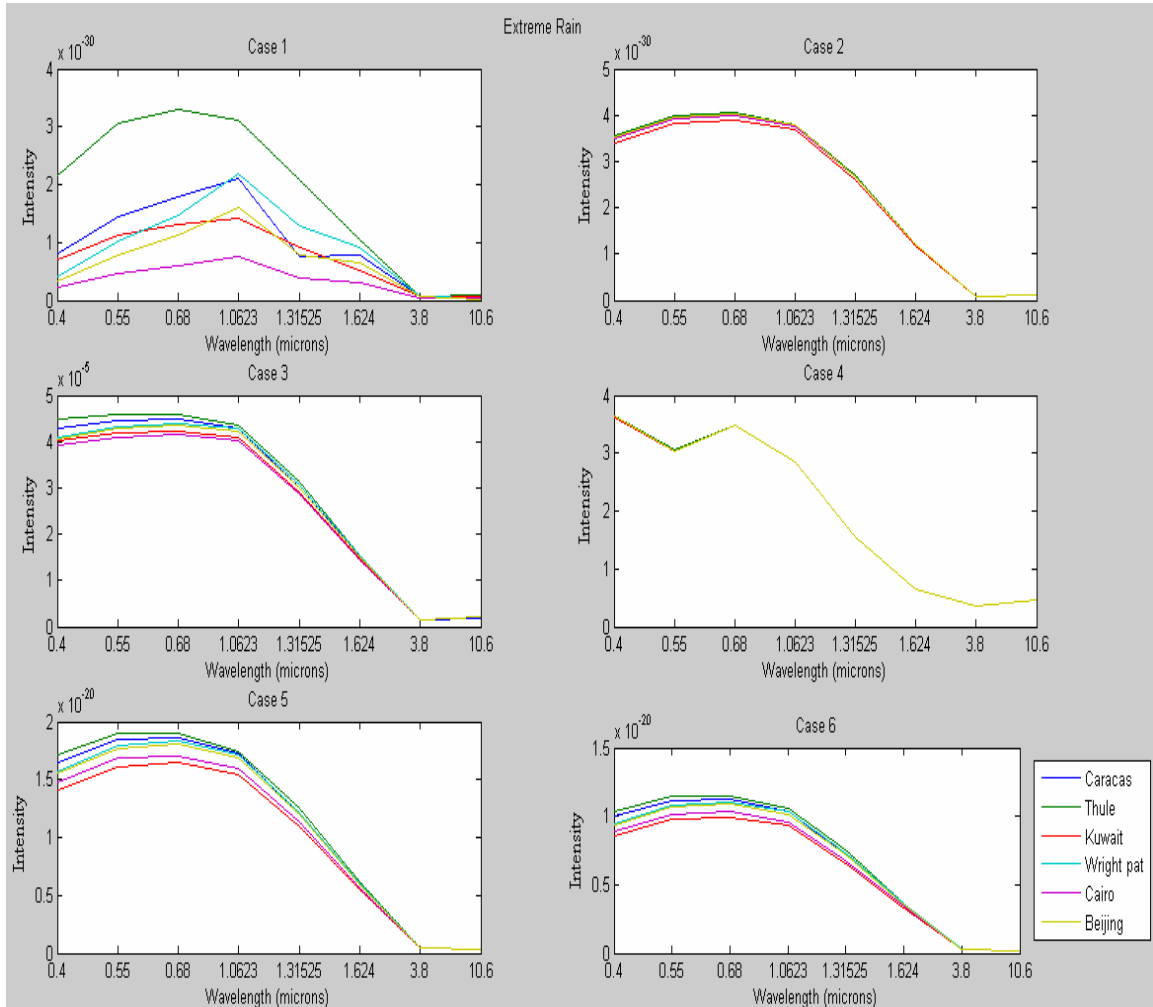 Extreme Rain
Case 1
x 10^-30
4
3
2
1
0
Intensity
0.4 0.55 0.68 1.0623 1.31525 1.624 3.8 10.6
Wavelength (microns)
Case 2
x 10^-30
5
4
3
2
1
0
Intensity
0.4 0.55 0.68 1.0623 1.31525 1.624 3.8 10.6
Wavelength (microns)
Case 3
x 10^-5
5
4
3
2
1
0
Intensity
0.4 0.55 0.68 1.0623 1.31525 1.624 3.8 10.6
Wavelength (microns)
Case 4
4
3
2
1
0
Intensity
0.4 0.55 0.68 1.0623 1.31525 1.624 3.8 10.6
Wavelength (microns)
Case 5
x 10^-20
2
1.5
1
0.5
0
Intensity
0.4 0.55 0.68 1.0623 1.31525 1.624 3.8 10.6
Wavelength (microns)
Case 6
x 10^-20
1.5
1
0.5
0
Intensity
0.4 0.55 0.68 1.0623 1.31525 1.624 3.8 10.6
Wavelength (microns)
Caracas
Thule
Kuwait
Wright pat
Cairo
Beijing